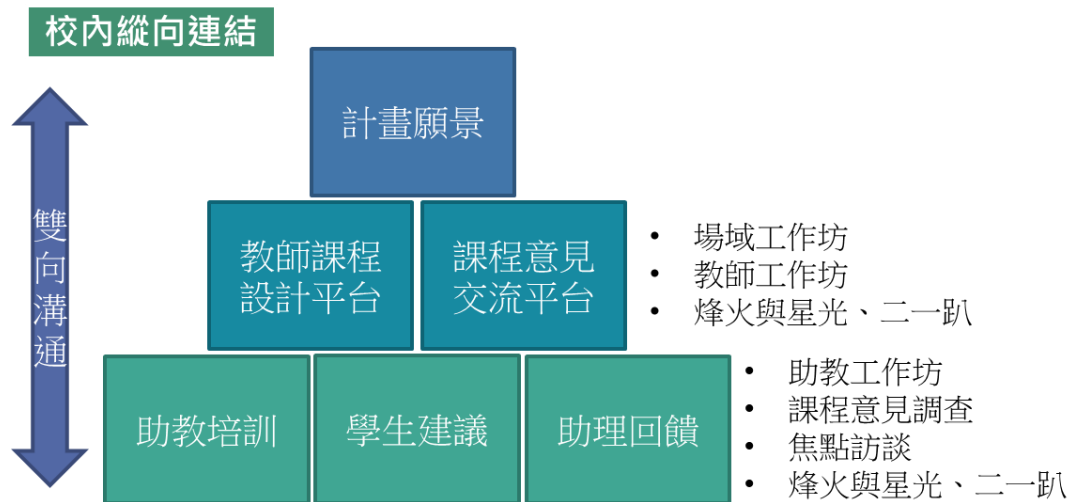 校內縱向連結
計畫願景
雙向溝通
教師課程
設計平台
課程意見
交流平台
• 場域工作坊
• 教師工作坊
• 烽火與星光、二一趴
助教培訓
學生建議
助理回饋
• 助教工作坊
• 課程意見調查
• 焦點訪談
• 烽火與星光、二一趴